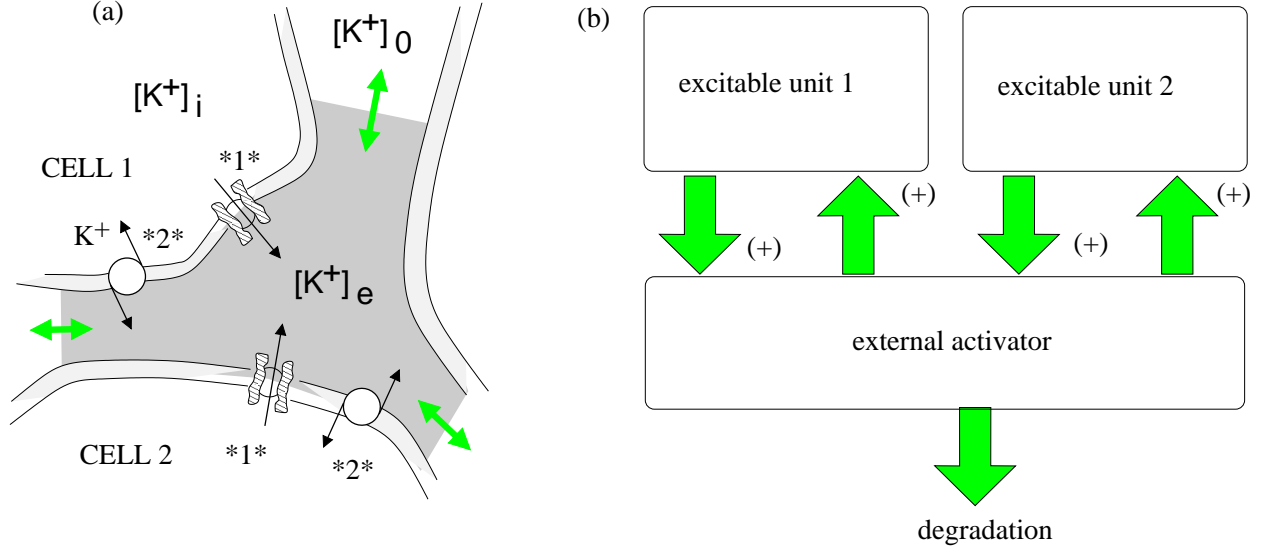 (a)
[K+]0
[K+]i
CELL 1
*1*
K+
*2*
[K+]e
CELL 2
*1*
*2*
(b)
excitable unit 1
excitable unit 2
(+)
(+)
(+)
(+)
external activator
degradation